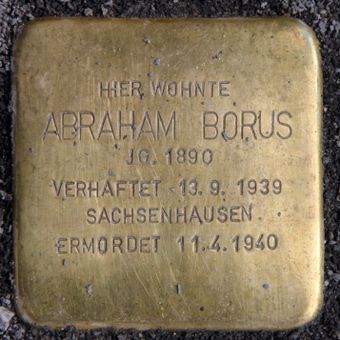 HIER WOHNTE
ABRAHAM BORUS
JG. 1890
VERHAFTET 13.9.1939
SACHSENHAUSEN
ERMORDET 11.4.1940